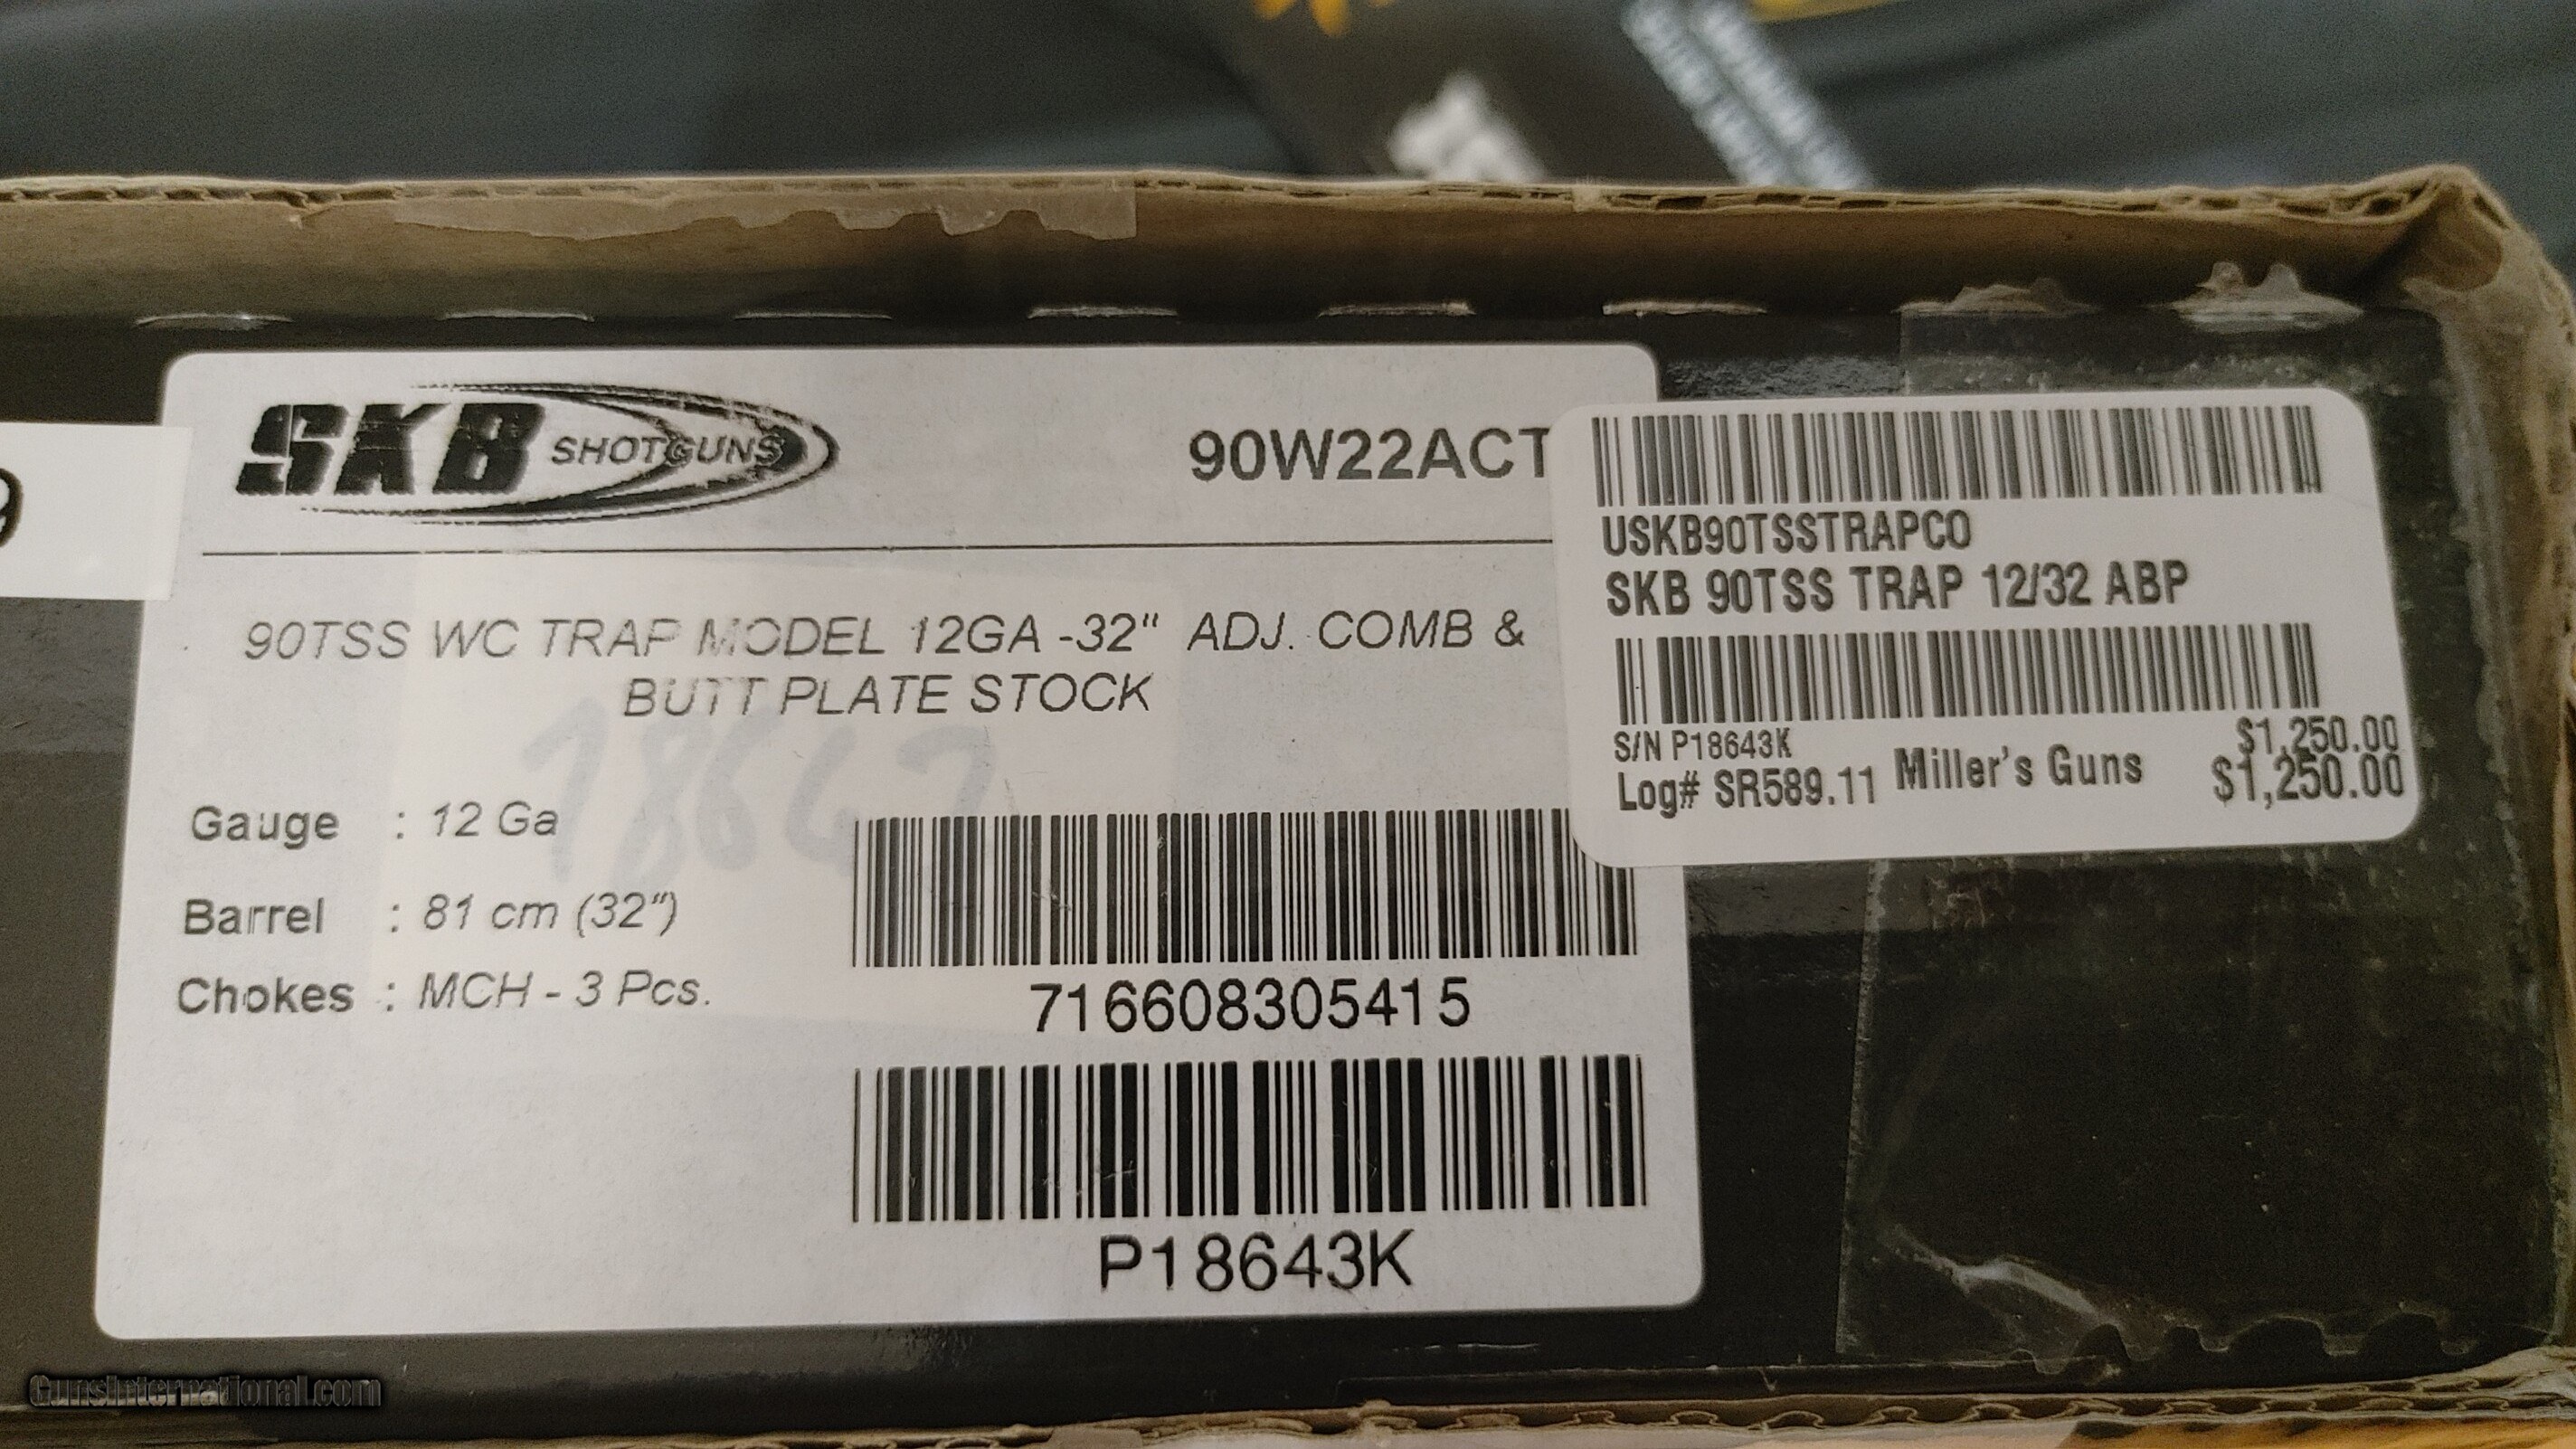 SKB SHOTGUNS
90W22ACT
90TSS WC TRAP MODEL 12GA -32" ADJ. COMB &
BUTT PLATE STOCK
Gauge : 12 Ga
Barrel : 81 cm (32")
Chokes : MCH - 3 Pcs.
716608305415
P18643K
USKB90TSSTRAPCO
SKB 90TSS TRAP 12/32 ABP
S/N P18643K
$1,250.00
Log# SR589.11 Miller's Guns $1,250.00
9
GunsInternational.com